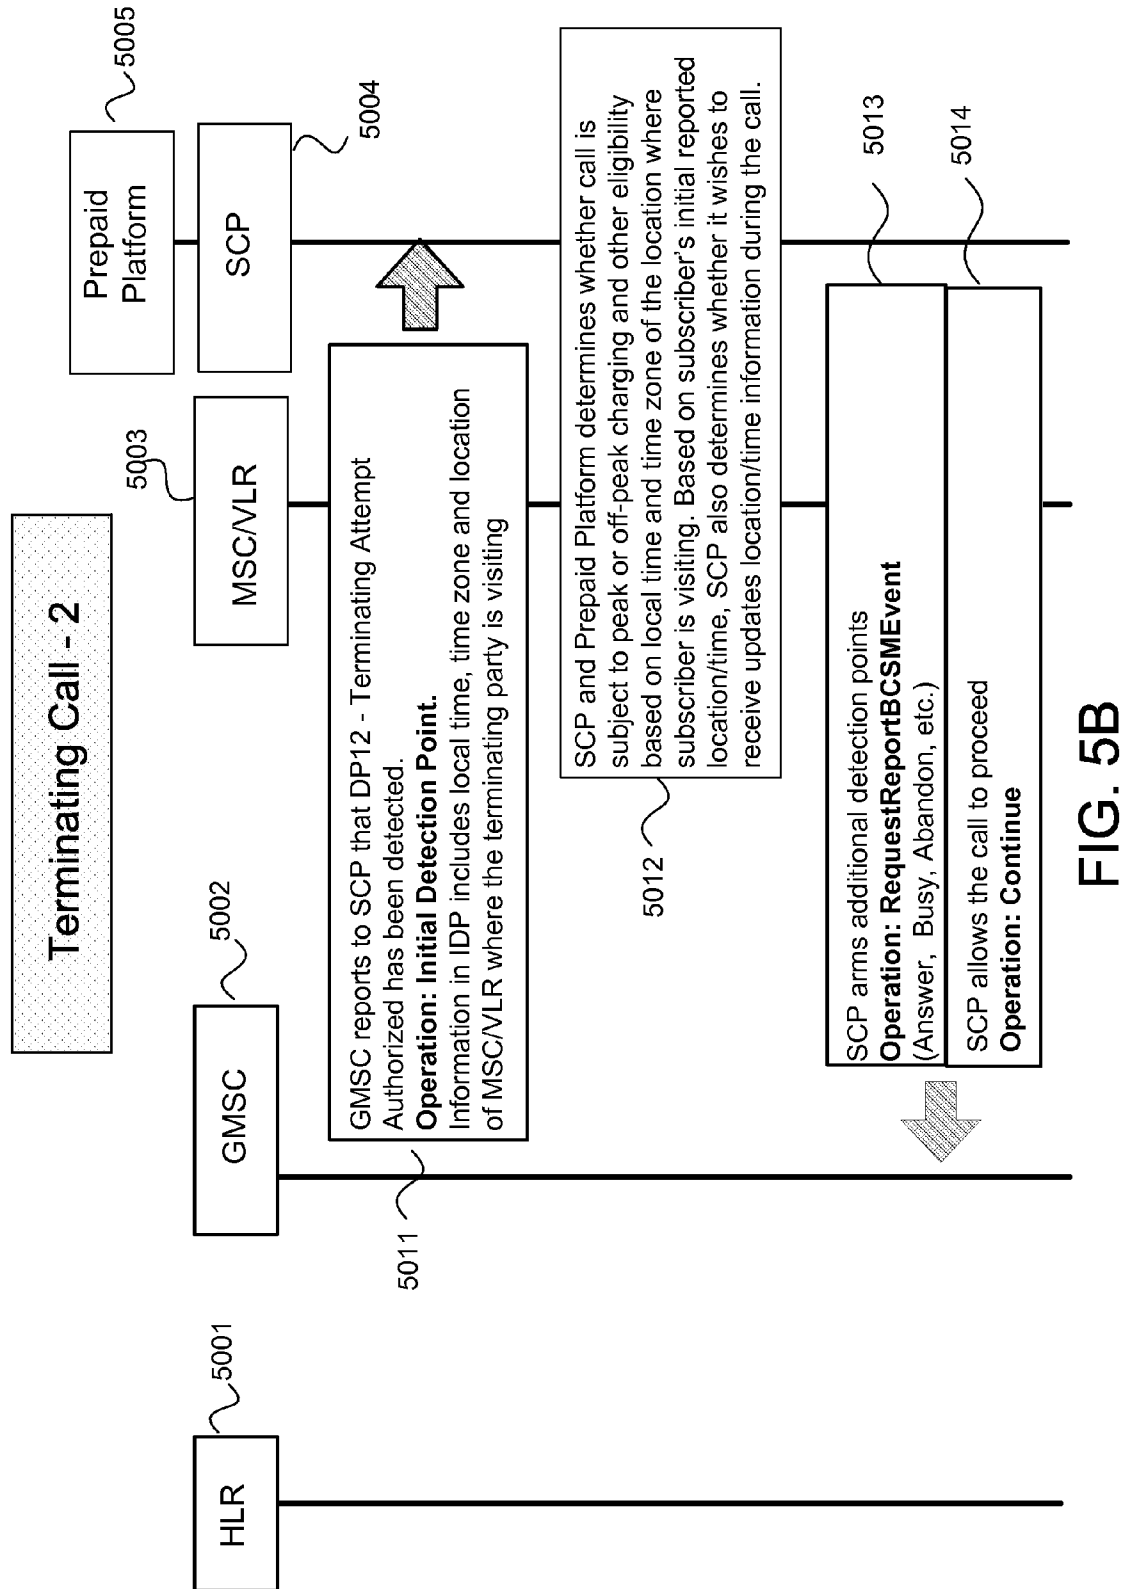 Terminating Call - 2
Prepaid
Platform
5005
HLR
5001
GMSC
5002
MSC/VLR
5003
SCP
5004
GMSC reports to SCP that DP12 - Terminating Attempt
Authorized has been detected.
Operation: Initial Detection Point.
Information in IDP includes local time, time zone and location
of MSC/VLR where the terminating party is visiting
5011
SCP and Prepaid Platform determines whether call is
subject to peak or off-peak charging and other eligibility
based on local time and time zone of the location where
subscriber is visiting. Based on subscriber's initial reported
location/time, SCP also determines whether it wishes to
receive updates location/time information during the call.
5012
SCP arms additional detection points
Operation: RequestReportBCSMEvent
(Answer, Busy, Abandon, etc.)
5013
SCP allows the call to proceed
Operation: Continue
5014
FIG. 5B